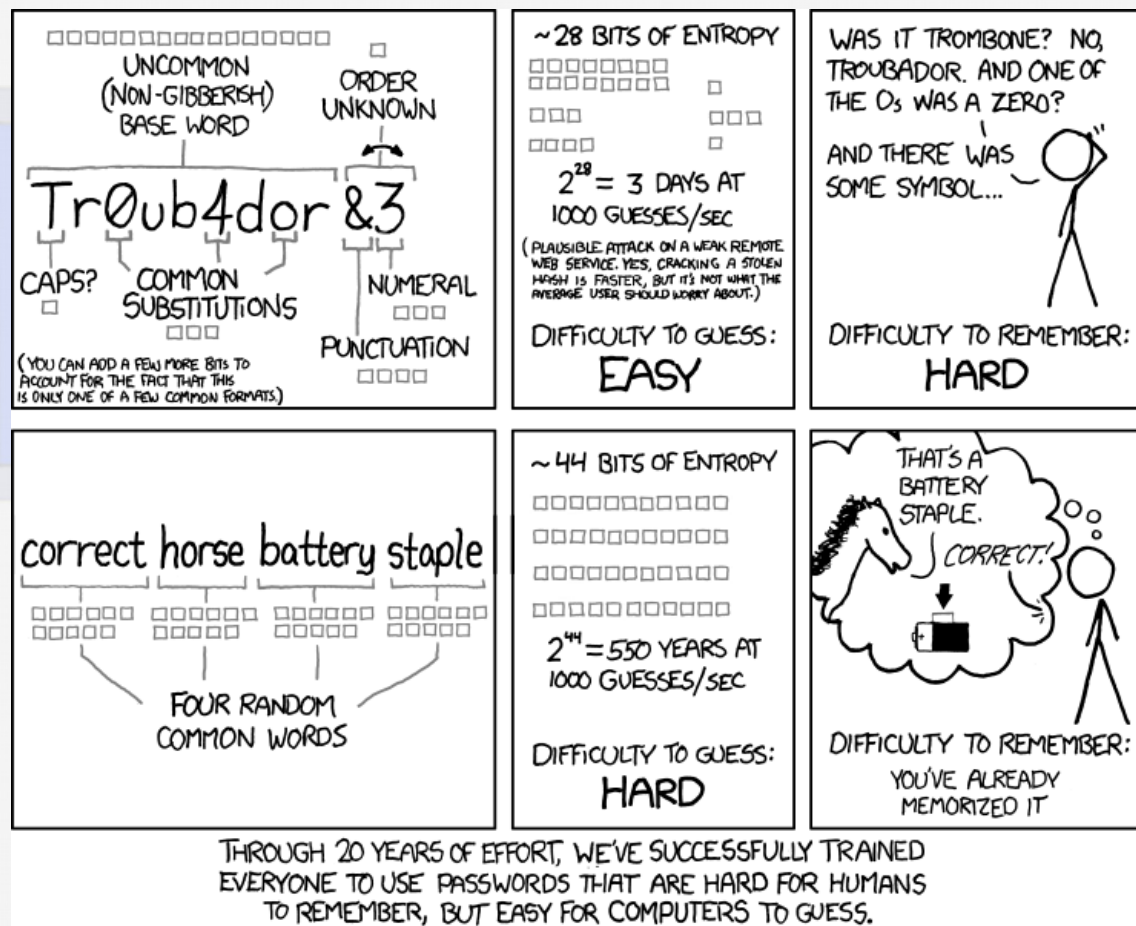 UNCOMMON
(NON-GIBBERISH)
BASE WORD
ORDER
UNKNOWN
Tr0ub4dor &3
CAPS?
COMMON
SUBSTITUTIONS
NUMERAL
PUNCTUATION
(YOU CAN ADD A FEW MORE BITS TO
ACCOUNT FOR THE FACT THAT THIS
IS ONLY ONE OF A FEW COMMON FORMATS.)
~28 BITS OF ENTROPY
2²⁸ = 3 DAYS AT
1000 GUESSES/SEC
(PLAUSIBLE ATTACK ON A WEAK REMOTE
WEB SERVICE. YES, CRACKING A STOLEN
HASH IS FASTER, BUT IT'S NOT WHAT THE
AVERAGE USER SHOULD WORRY ABOUT.)
DIFFICULTY TO GUESS:
EASY
WAS IT TROMBONE? NO,
TROUBADOR. AND ONE OF
THE Os WAS A ZERO?
AND THERE WAS
SOME SYMBOL...
DIFFICULTY TO REMEMBER:
HARD
correct horse battery staple
FOUR RANDOM
COMMON WORDS
~44 BITS OF ENTROPY
2⁴⁴ = 550 YEARS AT
1000 GUESSES/SEC
DIFFICULTY TO GUESS:
HARD
THAT'S A
BATTERY
STAPLE.
CORRECT!
+
DIFFICULTY TO REMEMBER:
YOU'VE ALREADY
MEMORIZED IT
THROUGH 20 YEARS OF EFFORT, WE'VE SUCCESSFULLY TRAINED
EVERYONE TO USE PASSWORDS THAT ARE HARD FOR HUMANS
TO REMEMBER, BUT EASY FOR COMPUTERS TO GUESS.